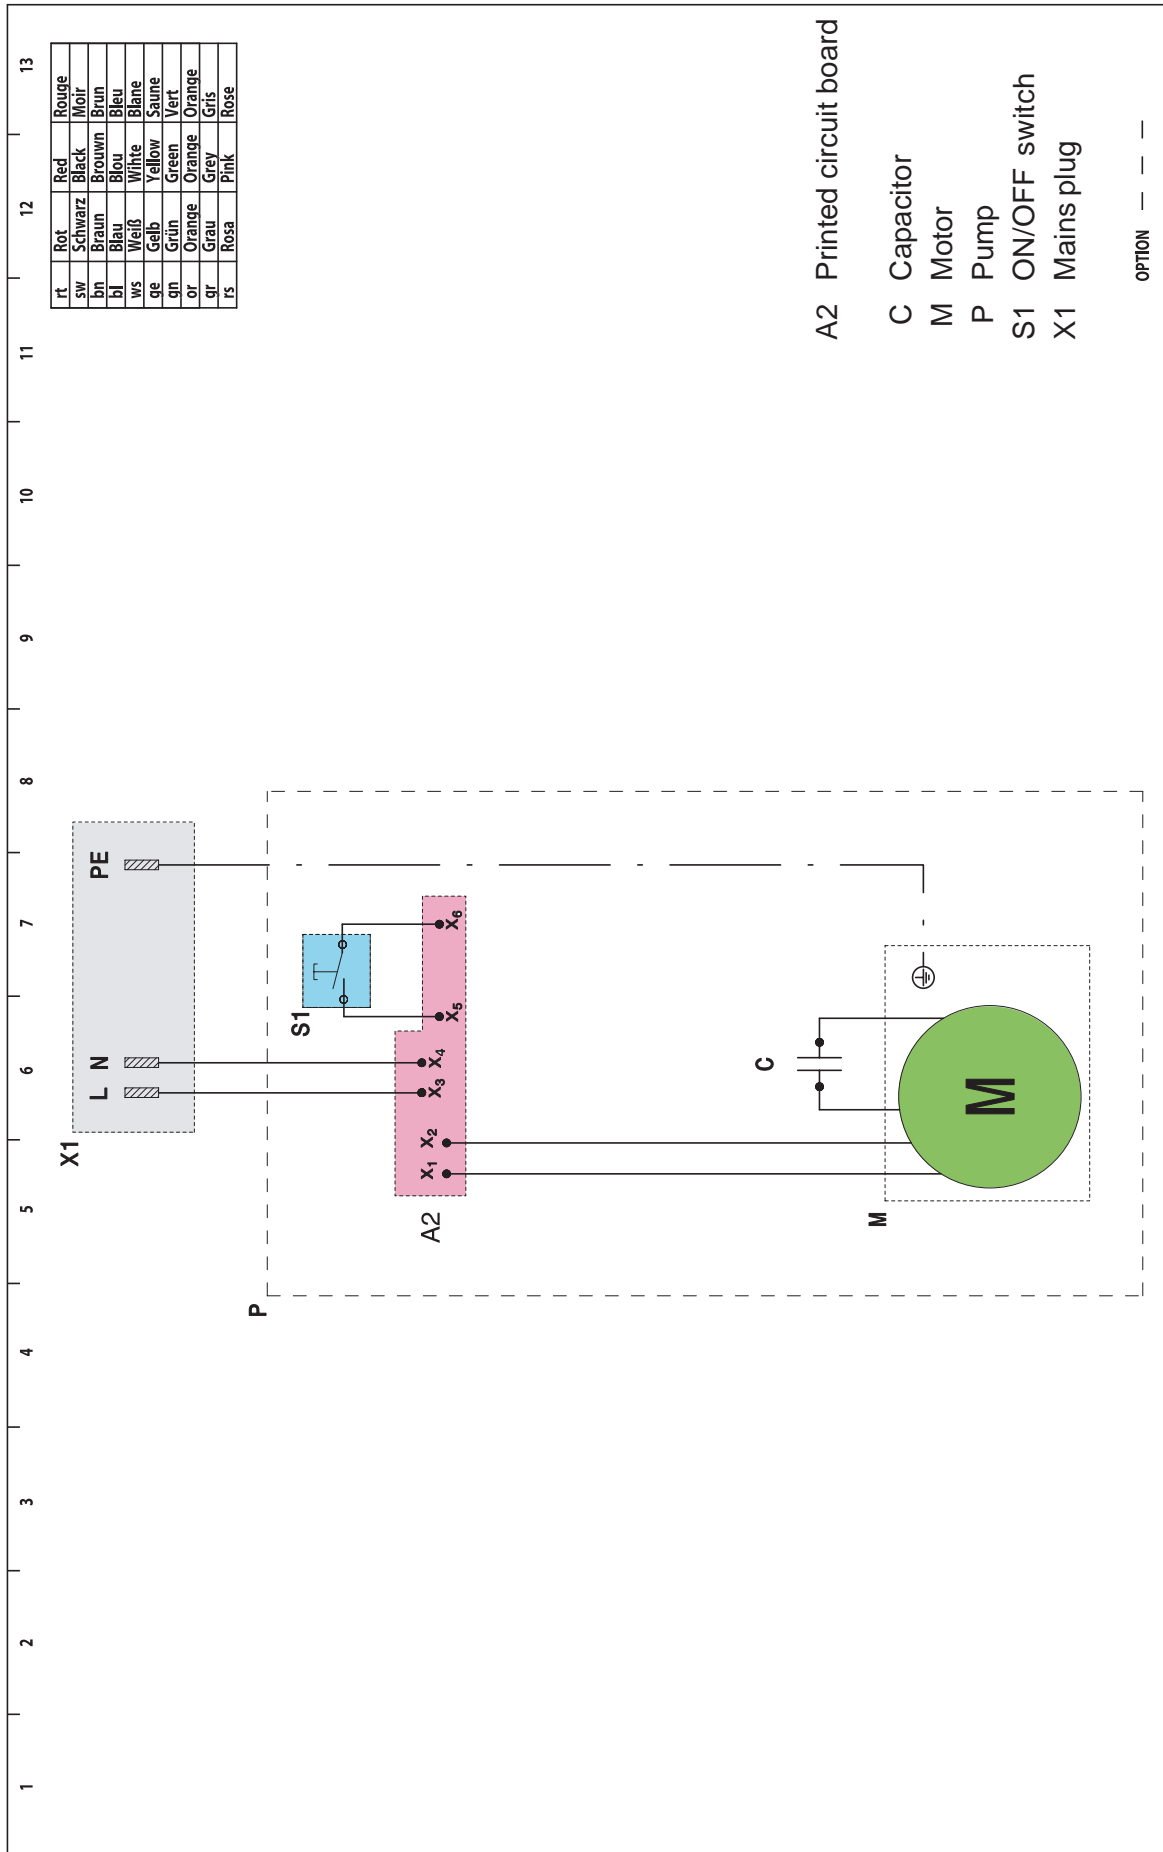 1 2 3 4 5 6 7 8 9 10 11 12 13
rt Rot Red Rouge
sw Schwarz Black Moir
bn Braun Brouwn Brun
bl Blau Blou Bleu
ws Weiß Wihte Blane
ge Gelb Yellow Saune
gn Grün Green Vert
or Orange Orange Orange
gr Grau Grey Gris
rs Rosa Pink Rose
X1
L N PE
P
S1
A2
X1 X2 X3 X4 X5 X6
C
M
M
A2 Printed circuit board
C Capacitor
M Motor
P Pump
S1 ON/OFF switch
X1 Mains plug
OPTION